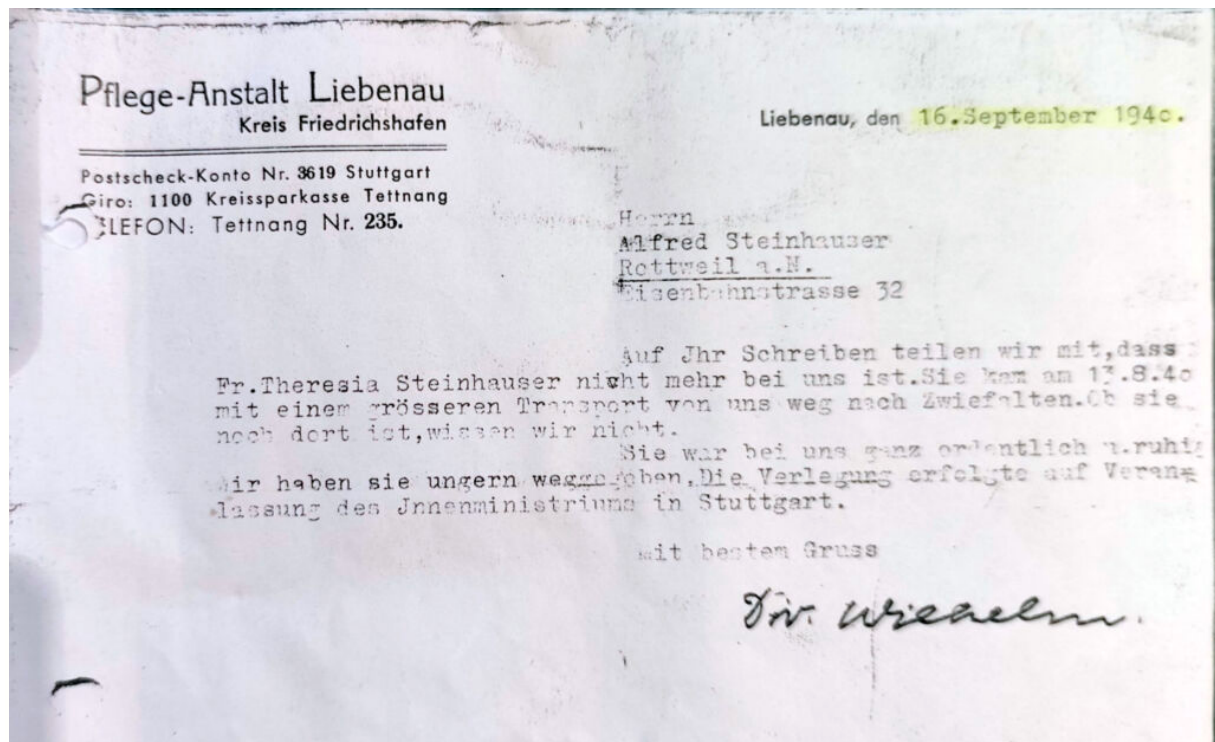 Pflege-Anstalt Liebenau
Kreis Friedrichshafen
Postscheck-Konto Nr. 3619 Stuttgart
Giro: 1100 Kreissparkasse Tettnang
ELEFON: Tettnang Nr. 235.
Liebenau, den 16.September 194o.
Herrn
Alfred Steinhauser
Rottweil a.N.
Eisenbahnstrasse 32
Auf Jhr Schreiben teilen wir mit,dass
Fr.Theresia Steinhauser nicht mehr bei uns ist.Sie kam am 13.8.4o
mit einem grösseren Transport von uns weg nach Zwiefalten.Ob sie
noch dort ist,wissen wir nicht.
Sie war bei uns ganz ordentlich u.ruhig
Wir haben sie ungern weggegeben.Die Verlegung erfolgte auf Veran=
lassung des Jnnenministriums in Stuttgart.
Mit bestem Gruss
Dir. Wilhelm.